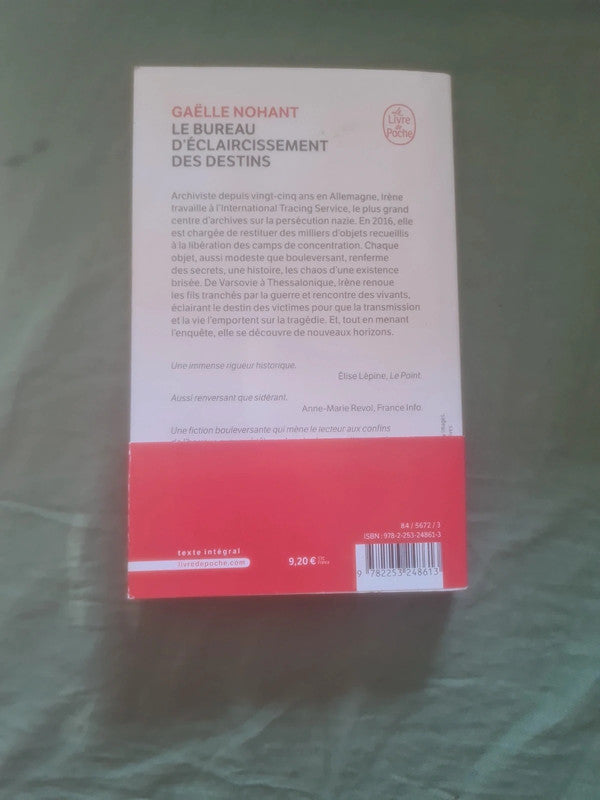 GAËLLE NOHANT
LE BUREAU
D'ÉCLAIRCISSEMENT
DES DESTINS
Le
Livre
de
Poche
Archiviste depuis vingt-cinq ans en Allemagne, Irène
travaille à l'International Tracing Service, le plus grand
centre d'archives sur la persécution nazie. En 2016, elle
est chargée de restituer des milliers d'objets recueillis
à la libération des camps de concentration. Chaque
objet, aussi modeste que bouleversant, renferme
des secrets, une histoire, les chaos d'une existence
brisée. De Varsovie à Thessalonique, Irène renoue
les fils tranchés par la guerre et rencontre des vivants,
éclairant le destin des victimes pour que la transmission
et la vie l'emportent sur la tragédie. Et, tout en menant
l'enquête, elle se découvre de nouveaux horizons.
Une immense rigueur historique.
Élise Lépine, Le Point.
Aussi renversant que sidérant.
Anne-Marie Revol, France Info.
Une fiction bouleversante qui mène le lecteur aux confins
images.
84 / 5672 / 3
ISBN : 978-2-253-24861-3
texte intégral
livredepoche.com
9,20 € TTC
France
9 782253 248613